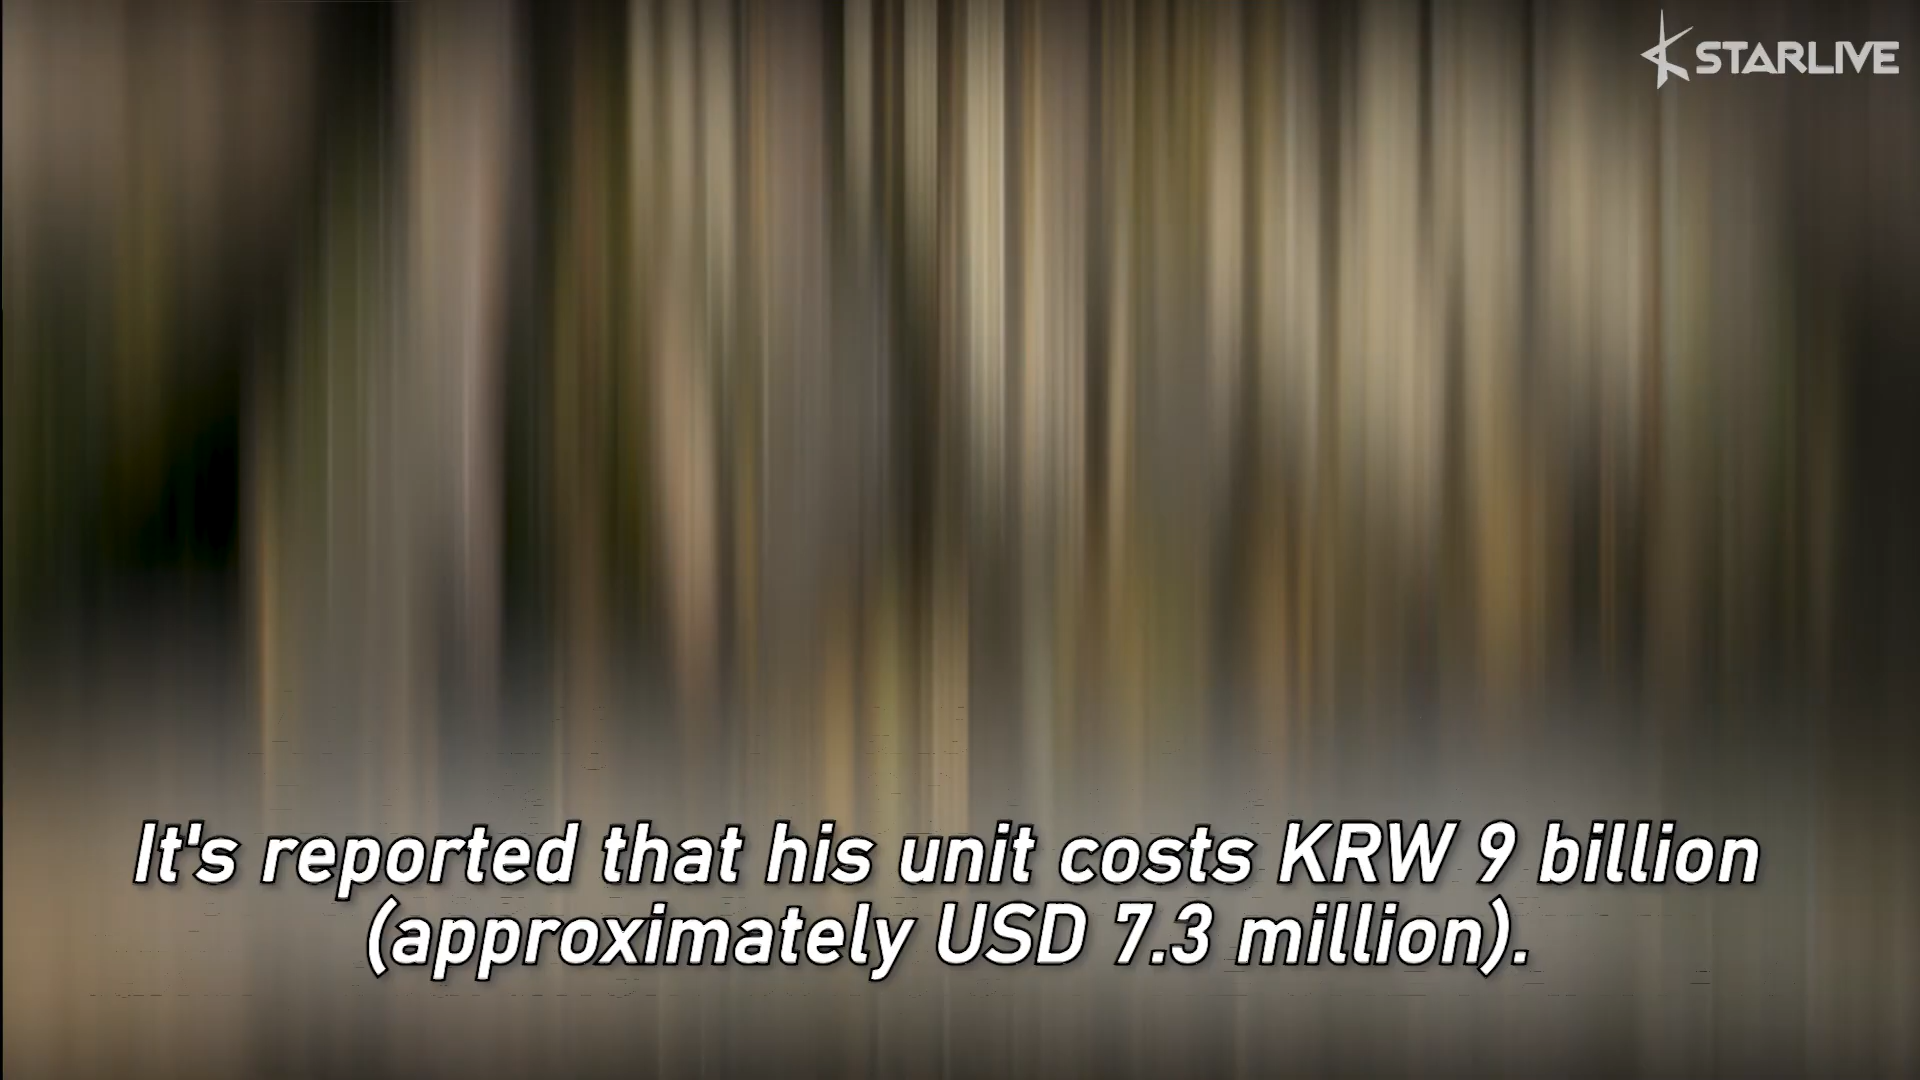 STARLIVE
It's reported that his unit costs KRW 9 billion
(approximately USD 7.3 million).